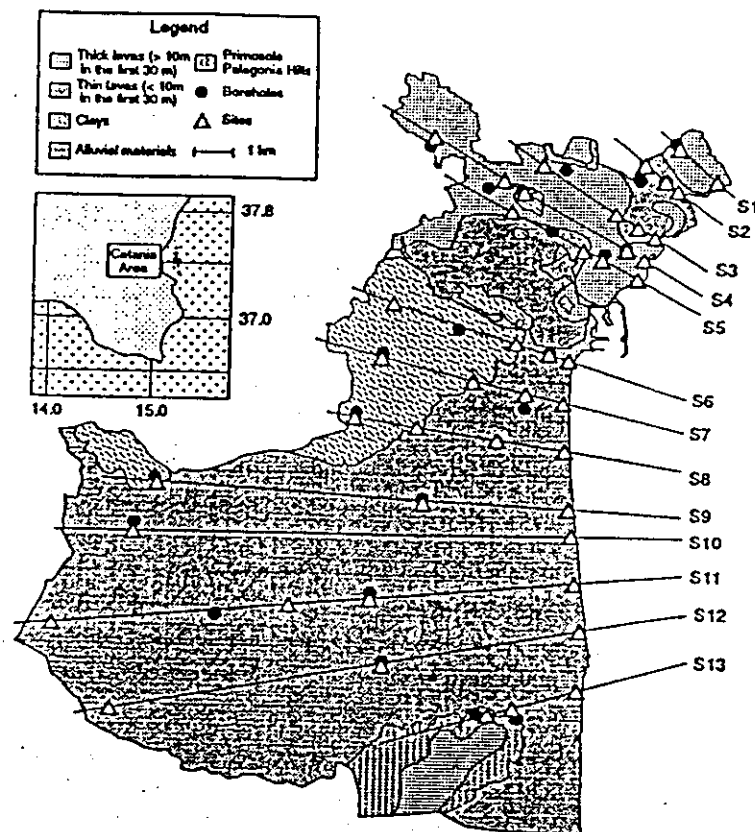 Legend
Thick lavas (> 10m
in the first 30 m)
Thin lavas (< 10m
in the first 30 m)
Clays
Alluvial materials
Primosole
Palagonia Hills
Boreholes
Sites
1 km
37.8
Catania
Area
37.0
14.0
15.0
S1
S2
S3
S4
S5
S6
S7
S8
S9
S10
S11
S12
S13